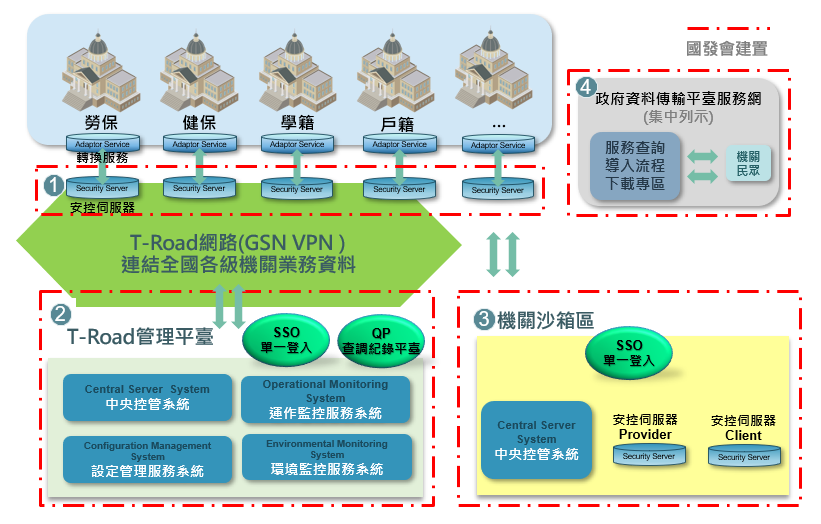 國發會建置
勞保
健保
學籍
戶籍
...
Adaptor Service
Adaptor Service
Adaptor Service
Adaptor Service
Adaptor Service
轉換服務
1
Security Server
Security Server
Security Server
Security Server
Security Server
安控伺服器
T-Road網路(GSN VPN )
連結全國各級機關業務資料
4
政府資料傳輸平臺服務網
(集中列示)
服務查詢
導入流程
下載專區
機關
民眾
2
T-Road管理平臺
SSO
單一登入
QP
查調紀錄平臺
Central Server System
中央控管系統
Operational Monitoring
System
運作監控服務系統
Configuration Management
System
設定管理服務系統
Environmental Monitoring
System
環境監控服務系統
3
機關沙箱區
SSO
單一登入
Central Server
System
中央控管系統
安控伺服器
Provider
Security Server
安控伺服器
Client
Security Server